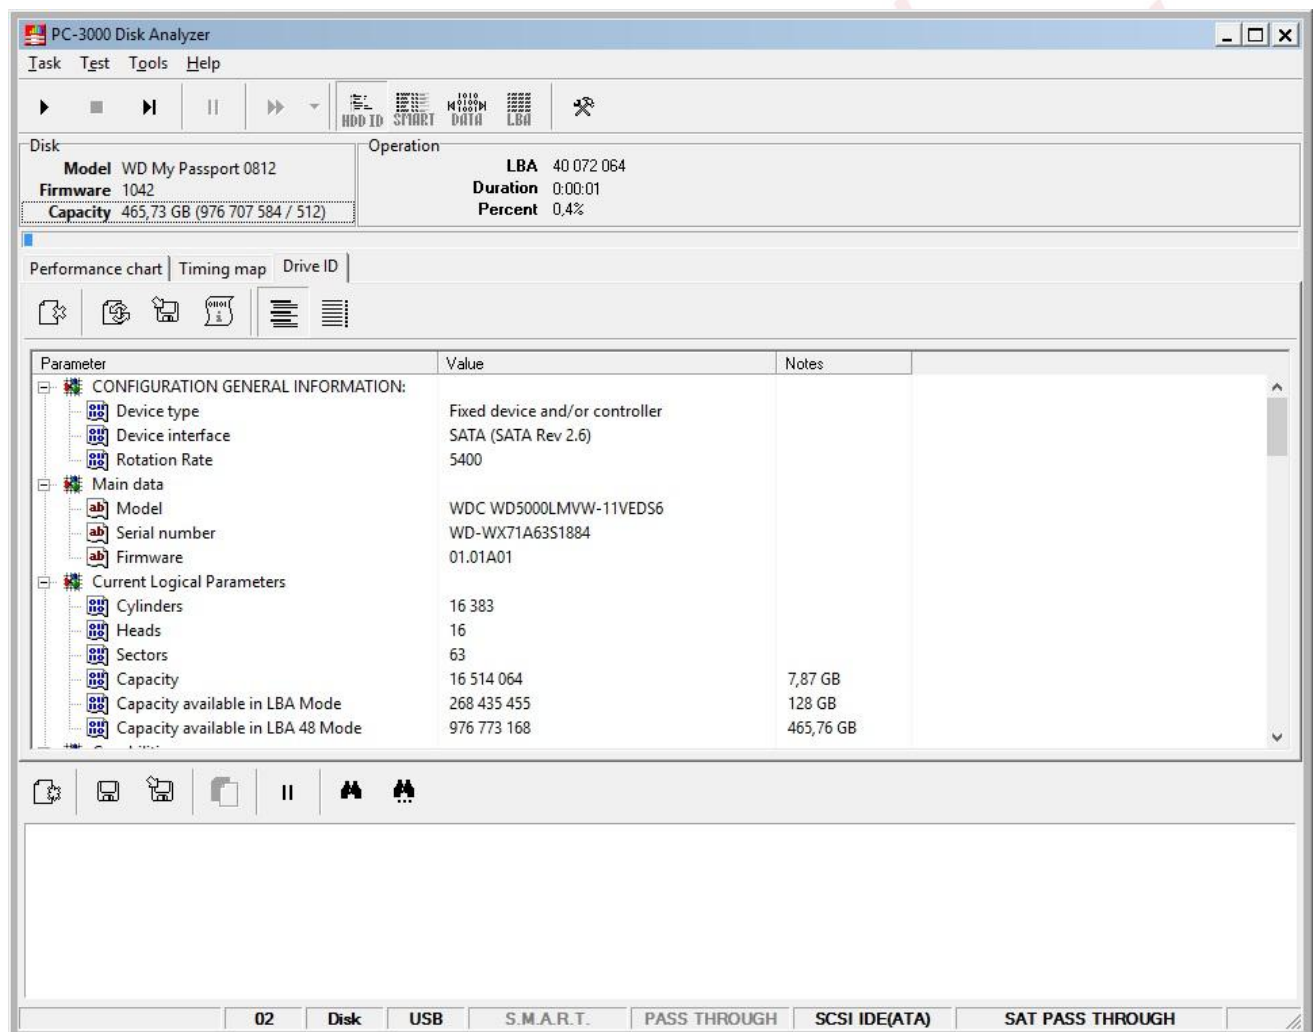 PC-3000 Disk Analyzer
Task Test Tools Help
HDD ID SMART DATA LBA
Disk
Model WD My Passport 0812
Firmware 1042
Capacity 465,73 GB (976 707 584 / 512)
Operation
LBA 40 072 064
Duration 0:00:01
Percent 0,4%
Performance chart Timing map Drive ID
Parameter Value Notes
CONFIGURATION GENERAL INFORMATION:
Device type Fixed device and/or controller
Device interface SATA (SATA Rev 2.6)
Rotation Rate 5400
Main data
Model WDC WD5000LMVW-11VEDS6
Serial number WD-WX71A63S1884
Firmware 01.01A01
Current Logical Parameters
Cylinders 16 383
Heads 16
Sectors 63
Capacity 16 514 064 7,87 GB
Capacity available in LBA Mode 268 435 455 128 GB
Capacity available in LBA 48 Mode 976 773 168 465,76 GB
02 Disk USB S.M.A.R.T. PASS THROUGH SCSI IDE(ATA) SAT PASS THROUGH